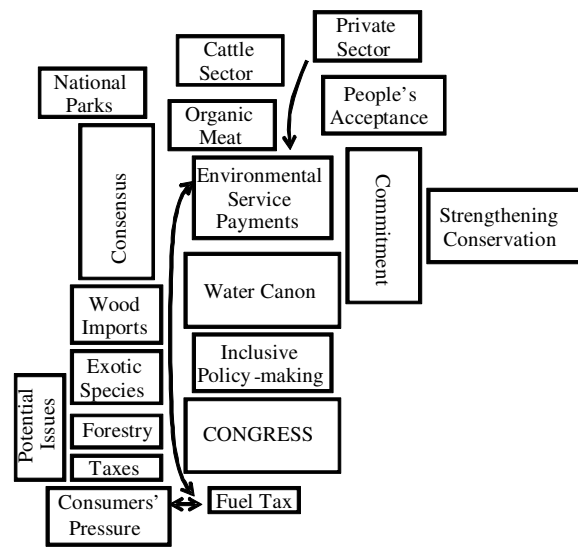 Private
Sector
Cattle
Sector
National
Parks
People's
Acceptance
Organic
Meat
Consensus
Environmental
Service
Payments
Commitment
Strengthening
Conservation
Water Canon
Wood
Imports
Inclusive
Policy-making
Exotic
Species
Potential
Issues
Forestry
CONGRESS
Taxes
Consumers'
Pressure
Fuel Tax